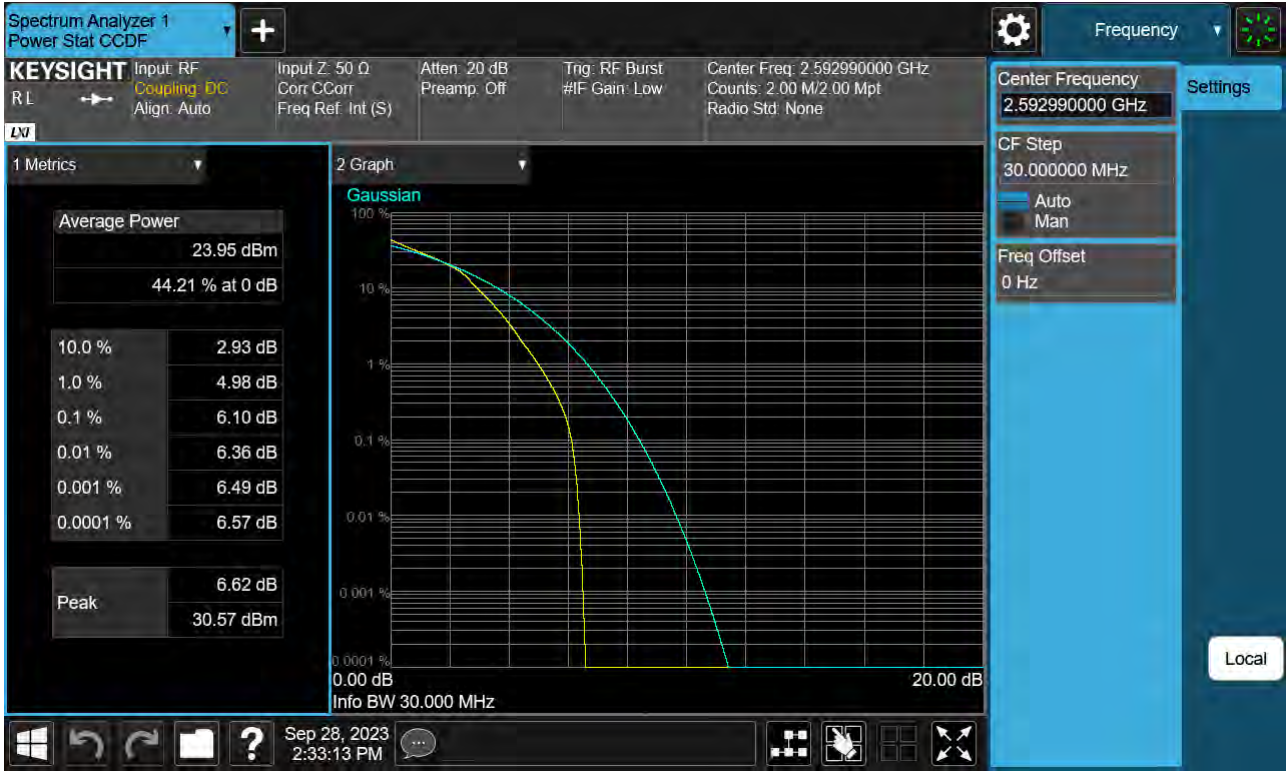 Spectrum Analyzer 1
Power Stat CCDF
Frequency
KEYSIGHT
RL
LXI
Input: RF
Coupling: DC
Align: Auto
Input Z: 50 Ω
Corr CCorr
Freq Ref: Int (S)
Atten: 20 dB
Preamp: Off
Trig: RF Burst
#IF Gain: Low
Center Freq: 2.592990000 GHz
Counts: 2.00 M/2.00 Mpt
Radio Std: None
Center Frequency
2.592990000 GHz
Settings
CF Step
30.000000 MHz
Auto
Man
Freq Offset
0 Hz
Local
1 Metrics
Average Power
23.95 dBm
44.21 % at 0 dB
10.0 % 2.93 dB
1.0 % 4.98 dB
0.1 % 6.10 dB
0.01 % 6.36 dB
0.001 % 6.49 dB
0.0001 % 6.57 dB
Peak
6.62 dB
30.57 dBm
2 Graph
Gaussian
100 %
10 %
1 %
0.1 %
0.01 %
0.001 %
0.0001 %
0.00 dB 20.00 dB
Info BW 30.000 MHz
?
Sep 28, 2023
2:33:13 PM